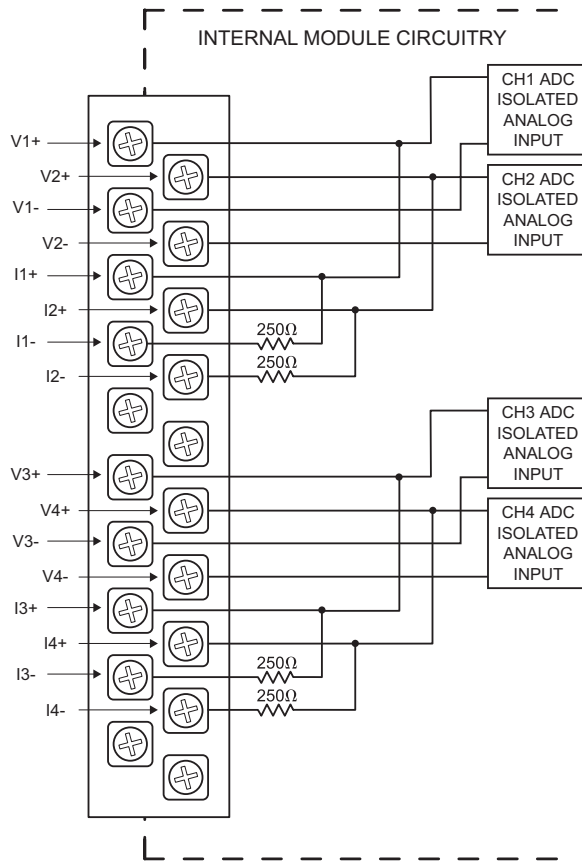 INTERNAL MODULE CIRCUITRY
CH1 ADC
ISOLATED
ANALOG
INPUT
V1+
V2+
CH2 ADC
ISOLATED
ANALOG
INPUT
V1-
V2-
I1+
I2+
250Ω
I1-
250Ω
I2-
CH3 ADC
ISOLATED
ANALOG
INPUT
V3+
V4+
CH4 ADC
ISOLATED
ANALOG
INPUT
V3-
V4-
I3+
I4+
250Ω
I3-
250Ω
I4-